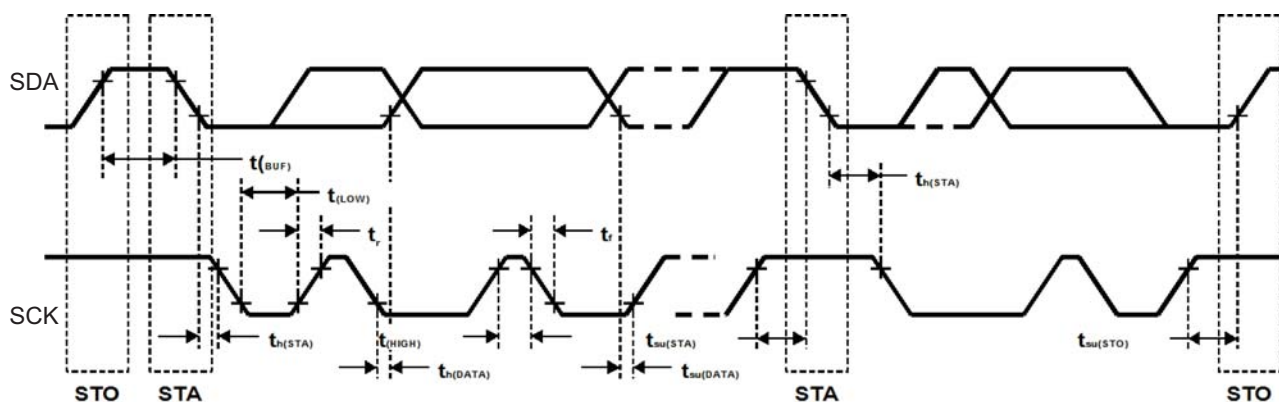 SDA
t(BUF)
t(LOW)
th(STA)
tr
tf
SCK
th(STA)
t(HIGH)
tsu(STA)
tsu(STO)
th(DATA)
tsu(DATA)
STO
STA
STA
STO